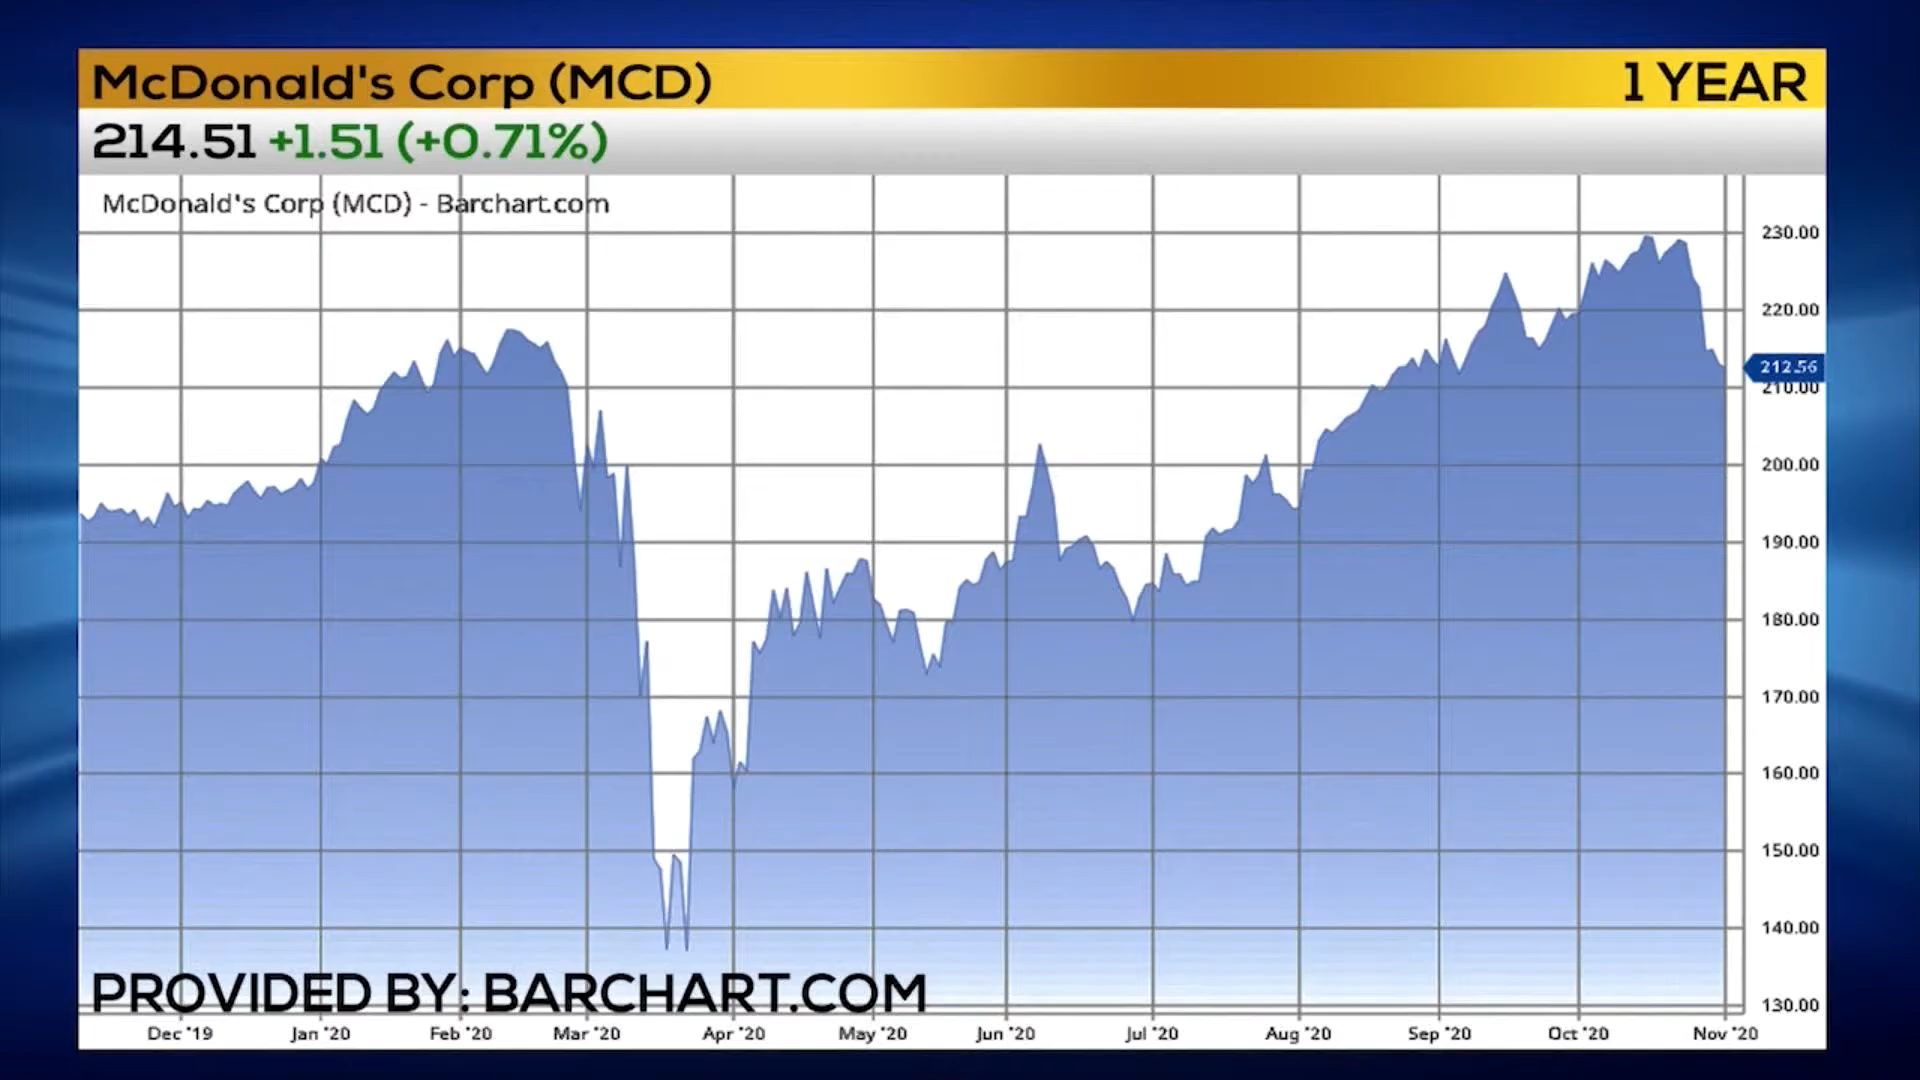 McDonald's Corp (MCD) 1 YEAR
214.51 +1.51 (+0.71%)
McDonald's Corp (MCD) - Barchart.com
230.00
220.00
212.56
210.00
200.00
190.00
180.00
170.00
160.00
150.00
140.00
PROVIDED BY: BARCHART.COM
130.00
Dec '19 Jan '20 Feb '20 Mar '20 Apr '20 May '20 Jun '20 Jul '20 Aug '20 Sep '20 Oct '20 Nov '20